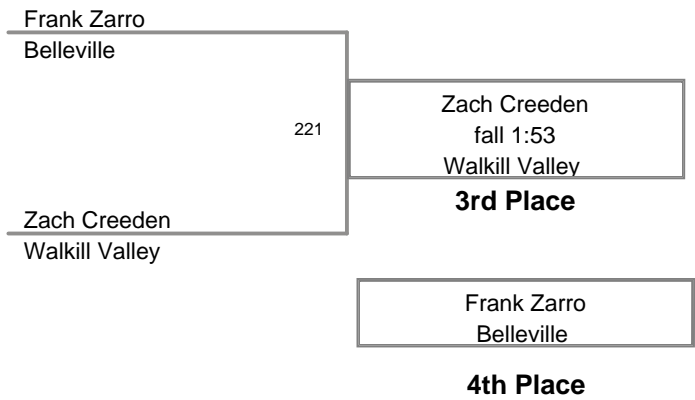 Frank Zarro
Belleville
221
Zach Creeden
fall 1:53
Walkill Valley
3rd Place
Zach Creeden
Walkill Valley
Frank Zarro
Belleville
4th Place